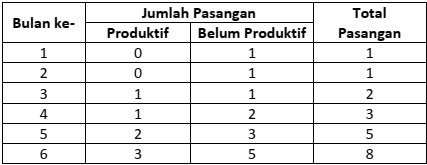 Bulan ke- Jumlah Pasangan Total Pasangan
Produktif Belum Produktif
1 0 1 1
2 0 1 1
3 1 1 2
4 1 2 3
5 2 3 5
6 3 5 8